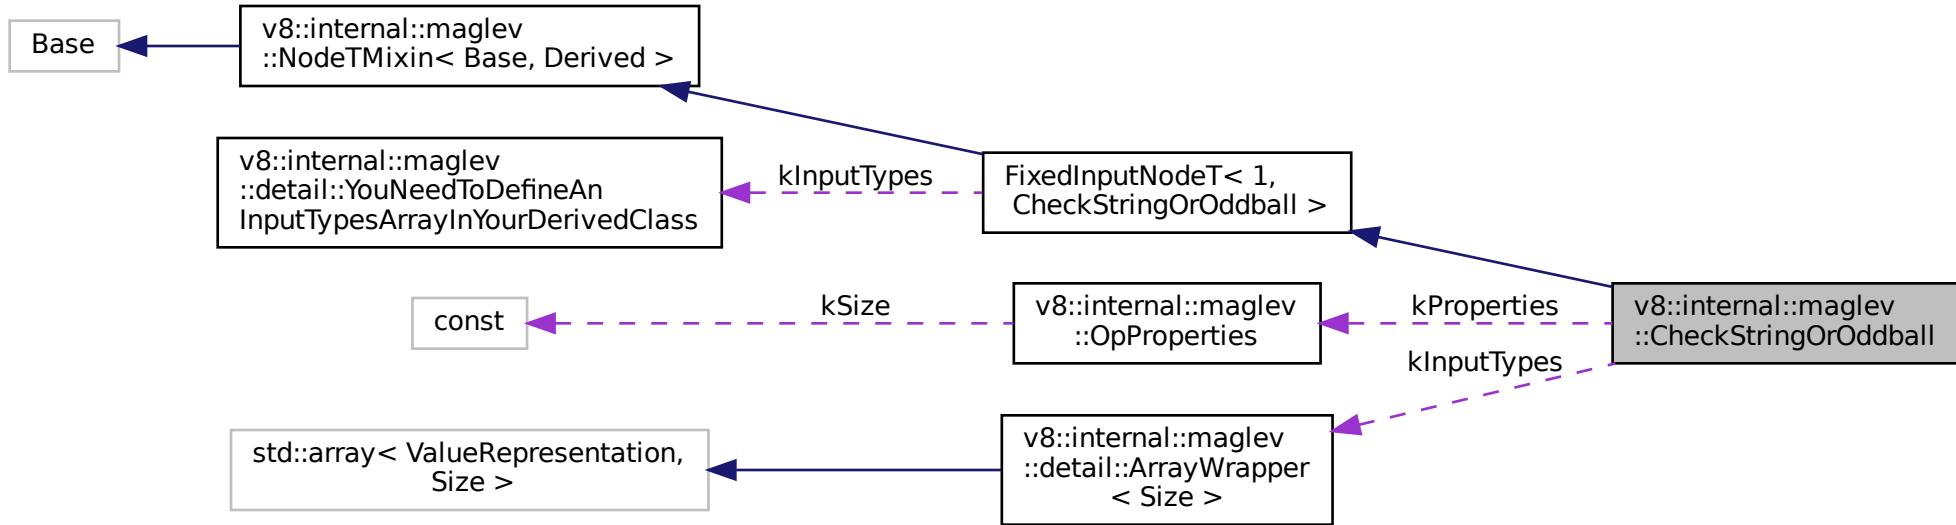 Base
v8::internal::maglev
::NodeTMixin< Base, Derived >
v8::internal::maglev
::detail::YouNeedToDefineAn
InputTypesArrayInYourDerivedClass
kInputTypes
FixedInputNodeT< 1,
CheckStringOrOddball >
const
kSize
v8::internal::maglev
::OpProperties
kProperties
v8::internal::maglev
::CheckStringOrOddball
kInputTypes
std::array< ValueRepresentation,
Size >
v8::internal::maglev
::detail::ArrayWrapper
< Size >